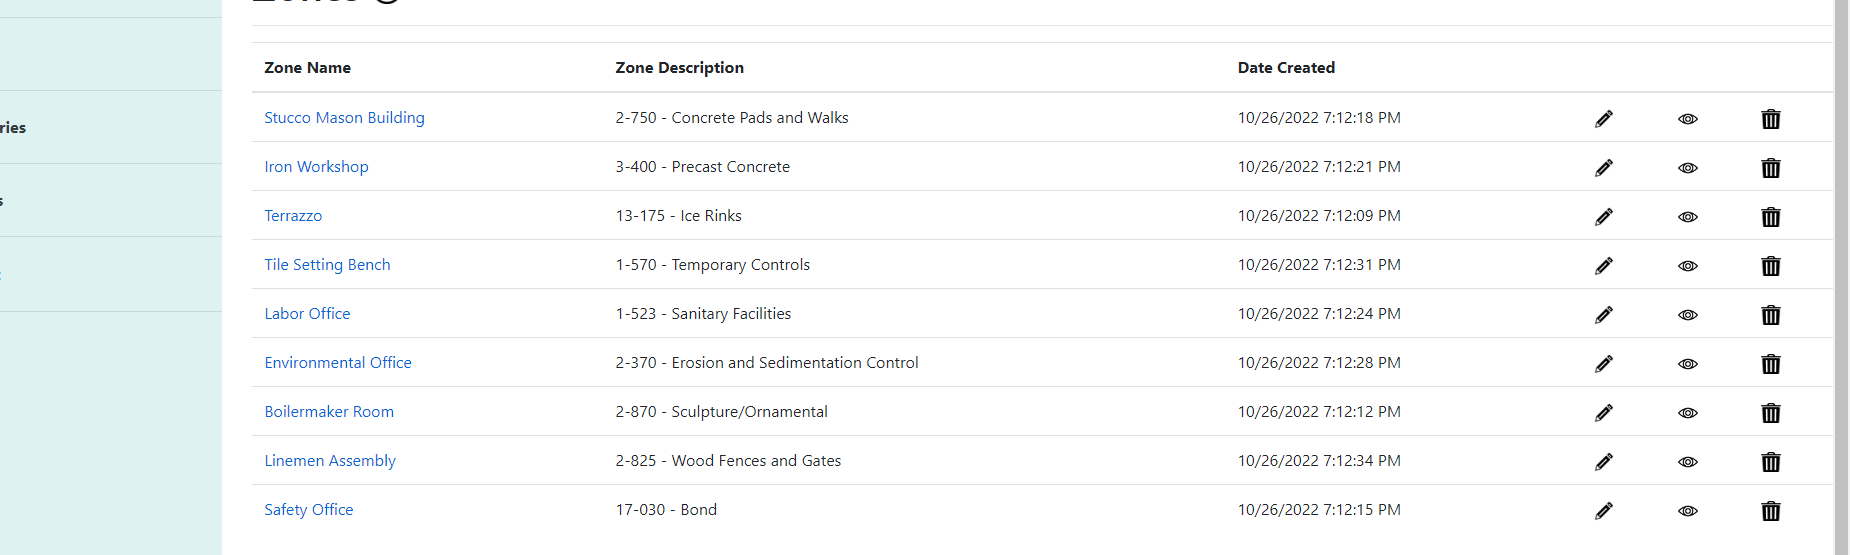 ries
s
Zone Name Zone Description Date Created
Stucco Mason Building 2-750 - Concrete Pads and Walks 10/26/2022 7:12:18 PM
Iron Workshop 3-400 - Precast Concrete 10/26/2022 7:12:21 PM
Terrazzo 13-175 - Ice Rinks 10/26/2022 7:12:09 PM
Tile Setting Bench 1-570 - Temporary Controls 10/26/2022 7:12:31 PM
Labor Office 1-523 - Sanitary Facilities 10/26/2022 7:12:24 PM
Environmental Office 2-370 - Erosion and Sedimentation Control 10/26/2022 7:12:28 PM
Boilermaker Room 2-870 - Sculpture/Ornamental 10/26/2022 7:12:12 PM
Linemen Assembly 2-825 - Wood Fences and Gates 10/26/2022 7:12:34 PM
Safety Office 17-030 - Bond 10/26/2022 7:12:15 PM